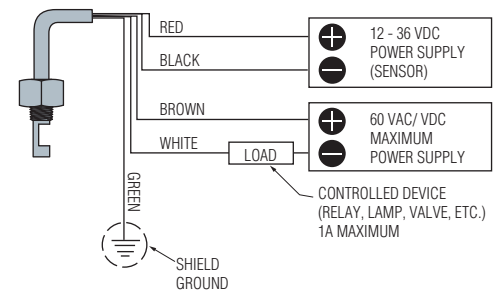 RED
12 - 36 VDC
POWER SUPPLY
(SENSOR)
BLACK
BROWN
60 VAC/ VDC
MAXIMUM
POWER SUPPLY
WHITE
LOAD
GREEN
CONTROLLED DEVICE
(RELAY, LAMP, VALVE, ETC.)
1A MAXIMUM
SHIELD
GROUND